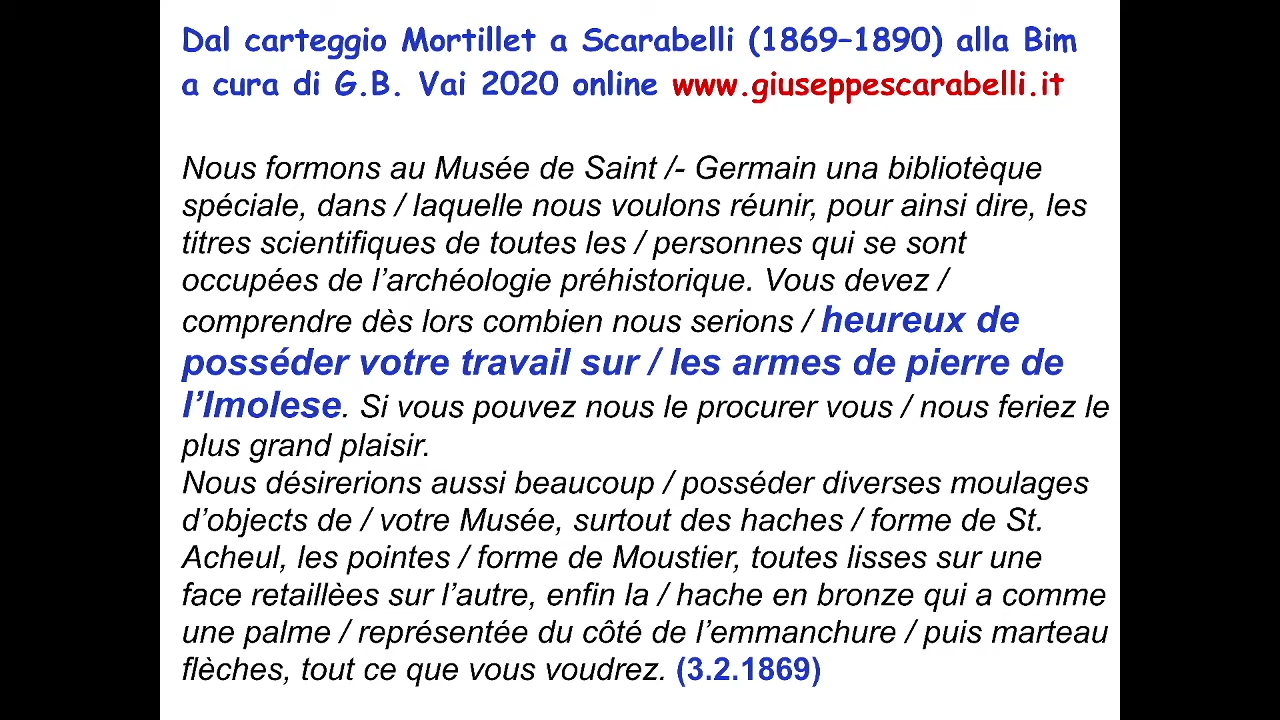 Dal carteggio Mortillet a Scarabelli (1869–1890) alla Bim
a cura di G.B. Vai 2020 online www.giuseppescarabelli.it
Nous formons au Musée de Saint /- Germain una bibliotèque
spéciale, dans / laquelle nous voulons réunir, pour ainsi dire, les
titres scientifiques de toutes les / personnes qui se sont
occupées de l’archéologie préhistorique. Vous devez /
comprendre dès lors combien nous serions / heureux de
posséder votre travail sur / les armes de pierre de
l’Imolese. Si vous pouvez nous le procurer vous / nous feriez le
plus grand plaisir.
Nous désirerions aussi beaucoup / posséder diverses moulages
d’objects de / votre Musée, surtout des haches / forme de St.
Acheul, les pointes / forme de Moustier, toutes lisses sur une
face retaillèes sur l’autre, enfin la / hache en bronze qui a comme
une palme / représentée du côté de l’emmanchure / puis marteau
flèches, tout ce que vous voudrez. (3.2.1869)